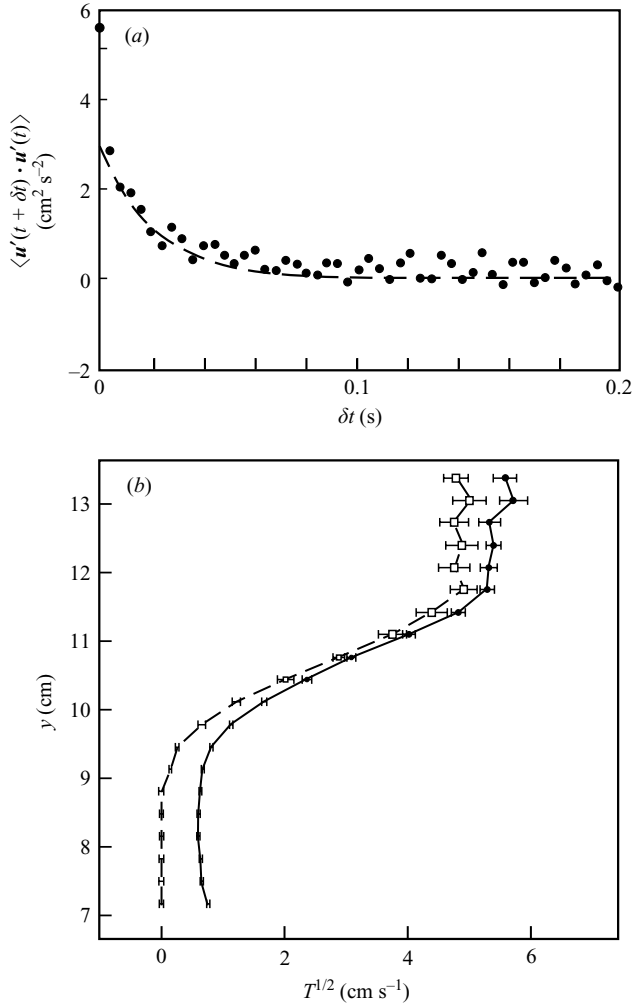 6
(a)
4
⟨u′(t + δt) • u′(t)⟩
(cm² s⁻²)
2
0
−2
0
0.1
0.2
δt (s)
(b)
13
12
11
y (cm)
10
9
8
7
0
2
4
6
T¹/² (cm s⁻¹)